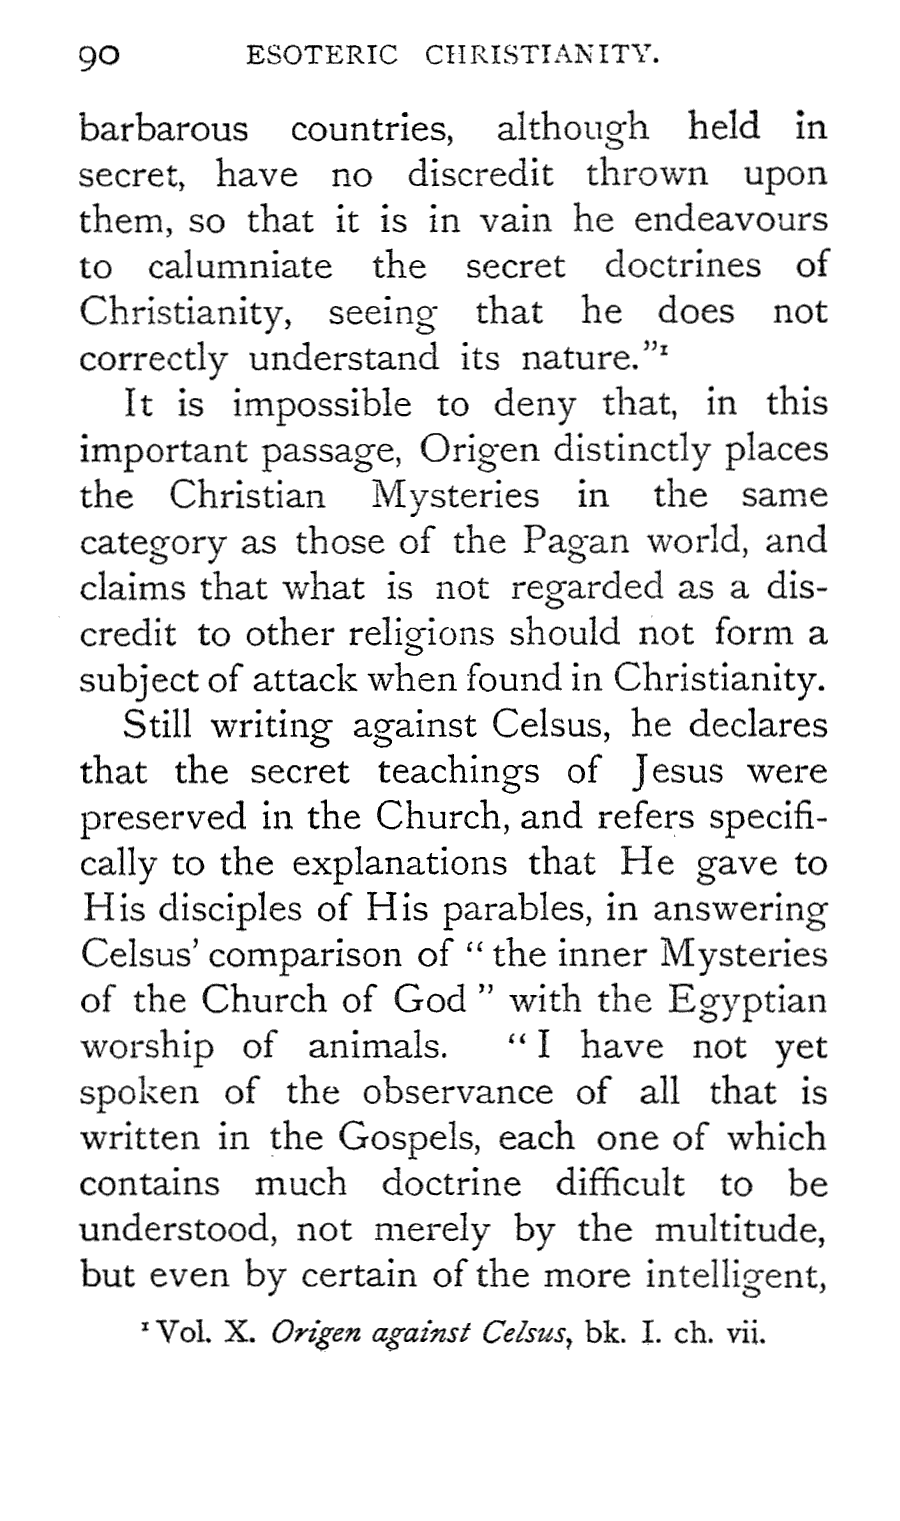 90 ESOTERIC CHRISTIANITY.
barbarous countries, although held in
secret, have no discredit thrown upon
them, so that it is in vain he endeavours
to calumniate the secret doctrines of
Christianity, seeing that he does not
correctly understand its nature."¹
It is impossible to deny that, in this
important passage, Origen distinctly places
the Christian Mysteries in the same
category as those of the Pagan world, and
claims that what is not regarded as a dis-
credit to other religions should not form a
subject of attack when found in Christianity.
Still writing against Celsus, he declares
that the secret teachings of Jesus were
preserved in the Church, and refers specifi-
cally to the explanations that He gave to
His disciples of His parables, in answering
Celsus' comparison of " the inner Mysteries
of the Church of God " with the Egyptian
worship of animals. " I have not yet
spoken of the observance of all that is
written in the Gospels, each one of which
contains much doctrine difficult to be
understood, not merely by the multitude,
but even by certain of the more intelligent,
¹ Vol. X. Origen against Celsus, bk. I. ch. vii.